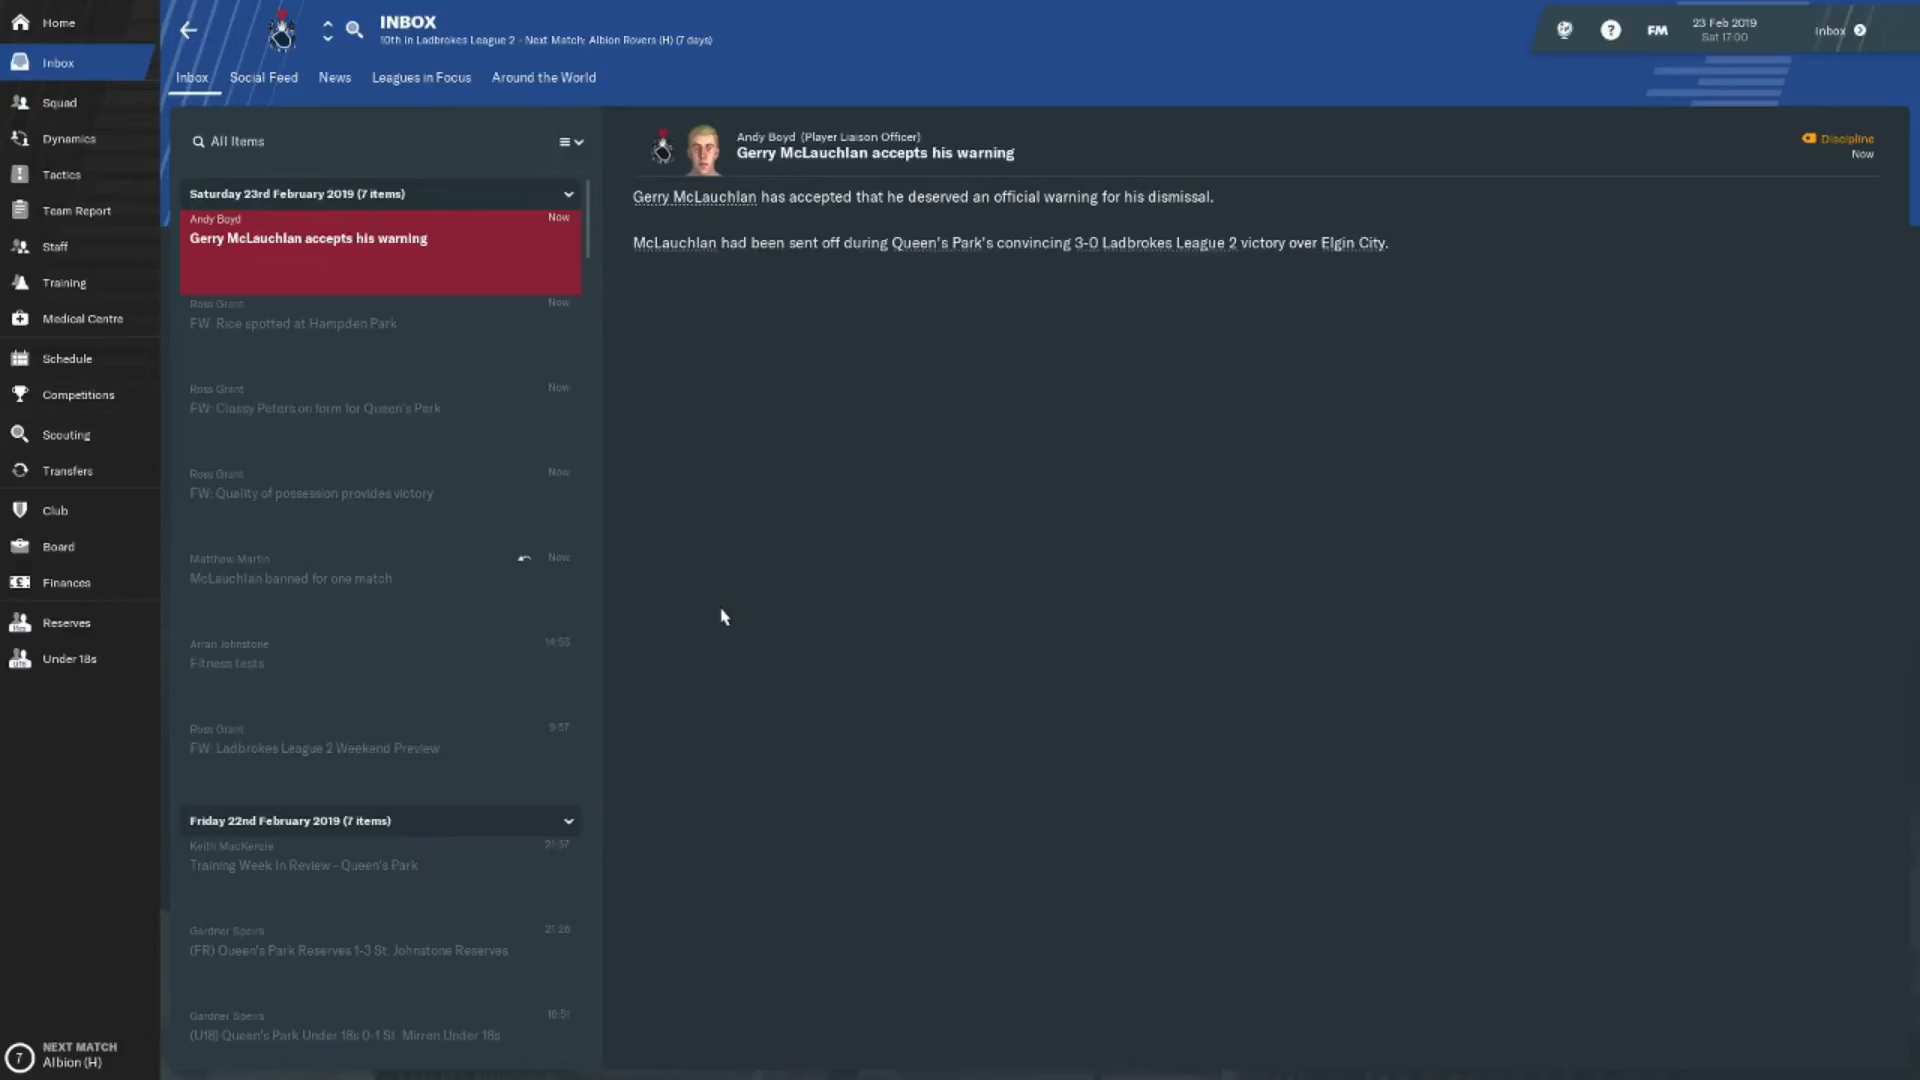 Home
Inbox
Squad
Dynamics
Tactics
Team Report
Staff
Training
Medical Centre
Schedule
Competitions
Scouting
Transfers
Club
Board
Finances
Reserves
Under 18s
7
NEXT MATCH
Albion (H)
INBOX
10th in Ladbrokes League 2 - Next Match: Albion Rovers (H) (7 days)
FM
23 Feb 2019
Sat 17:00
Inbox
Inbox
Social Feed
News
Leagues in Focus
Around the World
All Items
Saturday 23rd February 2019 (7 items)
Andy Boyd
Now
Gerry McLauchlan accepts his warning
Ross Grant
Now
FW: Rice spotted at Hampden Park
Ross Grant
Now
FW: Classy Peters on form for Queen's Park
Ross Grant
Now
FW: Quality of possession provides victory
Matthew Martin
Now
McLauchlan banned for one match
Arran Johnstone
14:55
Fitness tests
Ross Grant
9:37
FW: Ladbrokes League 2 Weekend Preview
Friday 22nd February 2019 (7 items)
Keith MacKenzie
21:37
Training Week In Review - Queen's Park
Gardner Speirs
21:26
(FR) Queen's Park Reserves 1-3 St. Johnstone Reserves
Gardner Speirs
16:51
(U18) Queen's Park Under 18s 0-1 St. Mirren Under 18s
Andy Boyd (Player Liaison Officer)
Gerry McLauchlan accepts his warning
Discipline
Now
Gerry McLauchlan has accepted that he deserved an official warning for his dismissal.
McLauchlan had been sent off during Queen's Park's convincing 3-0 Ladbrokes League 2 victory over Elgin City.